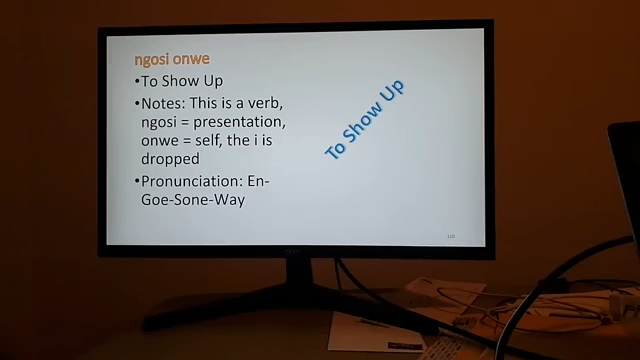 ngosi onwe
•To Show Up
•Notes: This is a verb,
ngosi = presentation,
onwe = self, the i is
dropped
•Pronunciation: En-
Goe-Sone-Way
To Show Up